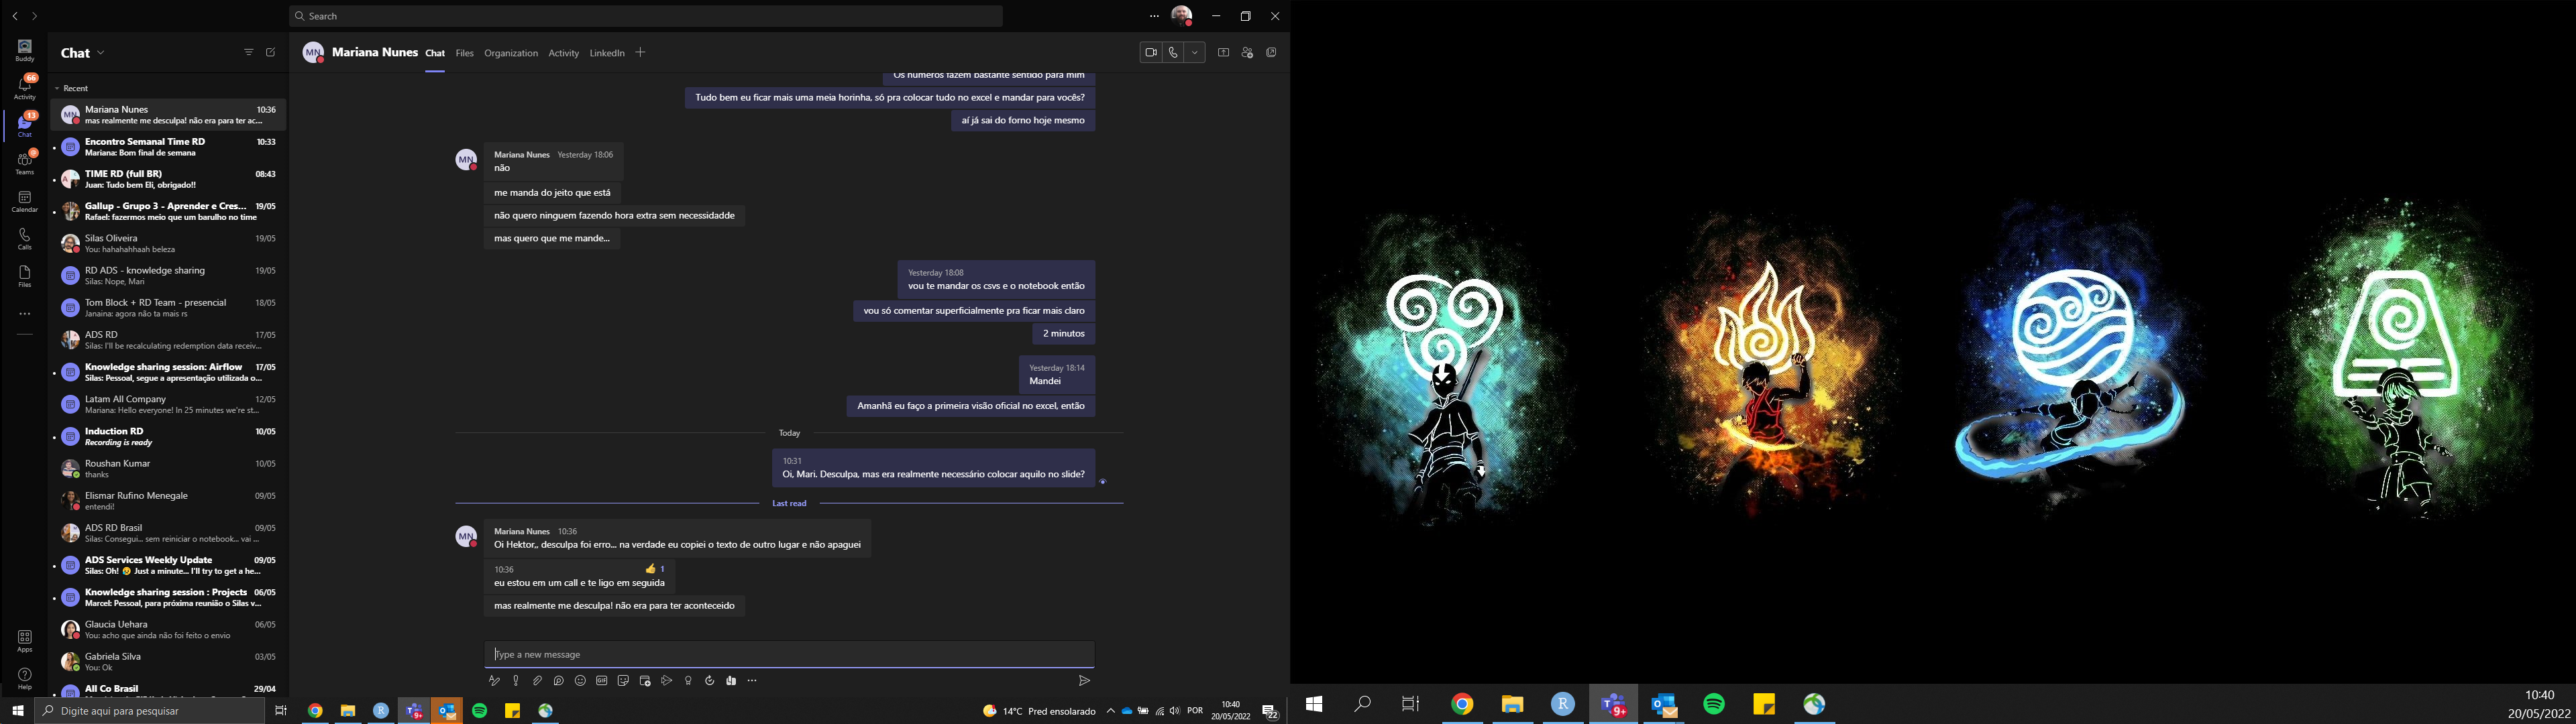 Search
Buddy
66
Activity
13
Chat
Teams
Calendar
Calls
Files
Apps
Help
Chat
Recent
MN
Mariana Nunes 10:36
mas realmente me desculpa! não era para ter ac...
Encontro Semanal Time RD 10:33
Mariana: Bom final de semana
A
TIME RD (full BR) 08:43
Juan: Tudo bem Eli, obrigado!!
Gallup - Grupo 3 - Aprender e Cres... 19/05
Rafael: fazermos meio que um barulho no time
Silas Oliveira 19/05
You: hahahahhaah beleza
RD ADS - knowledge sharing 19/05
Silas: Nope, Mari
Tom Block + RD Team - presencial 18/05
Janaina: agora não ta mais rs
ADS RD 17/05
Silas: I'll be recalculating redemption data receiv...
Knowledge sharing session: Airflow 17/05
Silas: Pessoal, segue a apresentação utilizada o...
Latam All Company 12/05
Mariana: Hello everyone! In 25 minutes we're st...
Induction RD 10/05
Recording is ready
Roushan Kumar 10/05
thanks
Elismar Rufino Menegale 09/05
entendi!
ADS RD Brasil 09/05
Silas: Consegui... sem reiniciar o notebook... vai ...
ADS Services Weekly Update 09/05
Silas: Oh! 😢 Just a minute... I'll try to get a he...
Knowledge sharing session : Projects 06/05
Marcel: Pessoal, para próxima reunião o Silas v...
Glaucia Uehara 06/05
You: acho que ainda não foi feito o envio
Gabriela Silva 03/05
You: Ok
All Co Brasil 29/04
MN Mariana Nunes Chat Files Organization Activity LinkedIn
Os números fazem bastante sentido para mim
Tudo bem eu ficar mais uma meia horinha, só pra colocar tudo no excel e mandar para vocês?
aí já sai do forno hoje mesmo
MN
Mariana Nunes Yesterday 18:06
não
me manda do jeito que está
não quero ninguem fazendo hora extra sem necessidadde
mas quero que me mande...
Yesterday 18:08
vou te mandar os csvs e o notebook então
vou só comentar superficialmente pra ficar mais claro
2 minutos
Yesterday 18:14
Mandei
Amanhã eu faço a primeira visão oficial no excel, então
Today
10:31
Oi, Mari. Desculpa, mas era realmente necessário colocar aquilo no slide?
Last read
MN
Mariana Nunes 10:36
Oi Hektor,, desculpa foi erro... na verdade eu copiei o texto de outro lugar e não apaguei
10:36 👍 1
eu estou em um call e te ligo em seguida
mas realmente me desculpa! não era para ter aconteceido
Type a new message
GIF
Digite aqui para pesquisar
R
9+
14°C Pred ensolarado
POR
10:40
20/05/2022
22
R
9+
10:40
20/05/2022